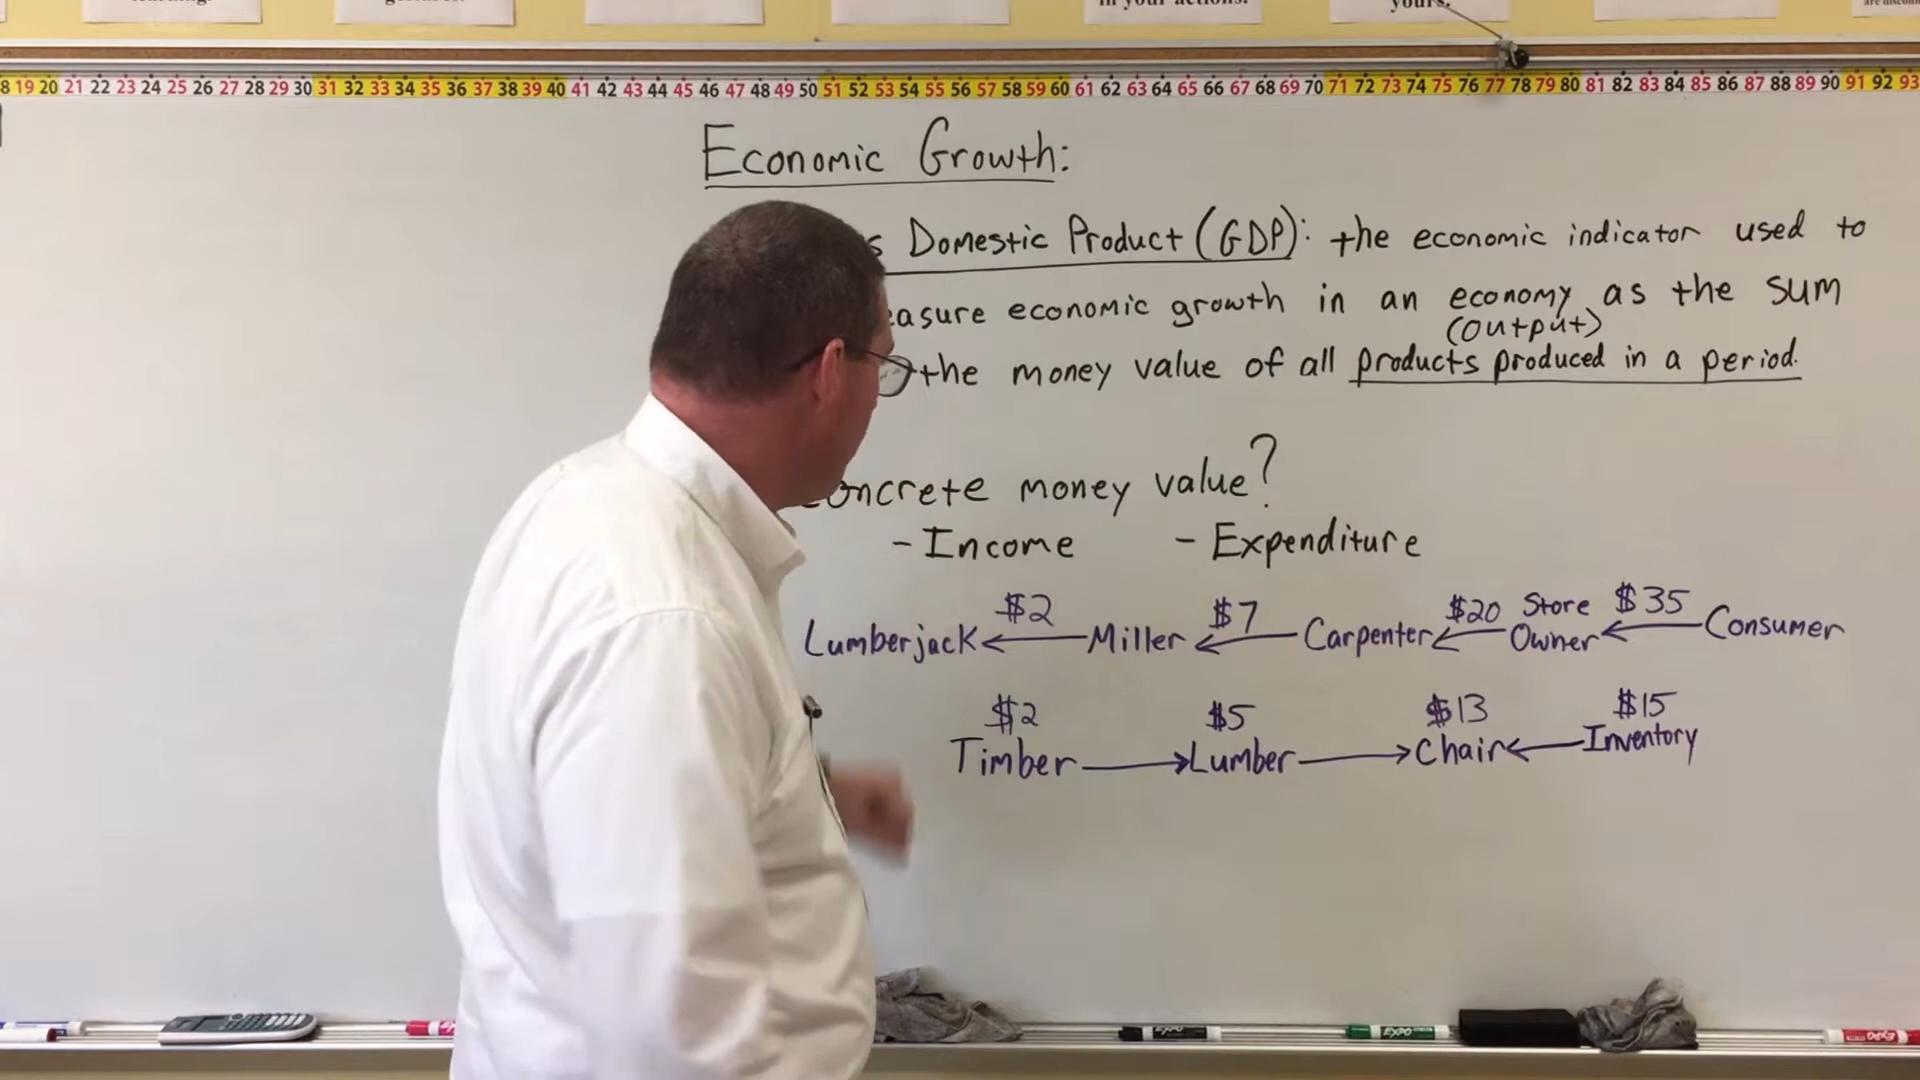 in your actions.
yours.
8 19 20 21 22 23 24 25 26 27 28 29 30 31 32 33 34 35 36 37 38 39 40 41 42 43 44 45 46 47 48 49 50 51 52 53 54 55 56 57 58 59 60 61 62 63 64 65 66 67 68 69 70 71 72 73 74 75 76 77 78 79 80 81 82 83 84 85 86 87 88 89 90 91 92 93
Economic Growth:
s Domestic Product (GDP): the economic indicator used to
easure economic growth in an economy as the sum
(output)
the money value of all products produced in a period.
oncrete money value?
- Income - Expenditure
$2 $7 $20 Store $35
Lumberjack Miller Carpenter Owner Consumer
$2 $5 $13 $15
Timber Lumber Chair Inventory
EXPO
EXPO